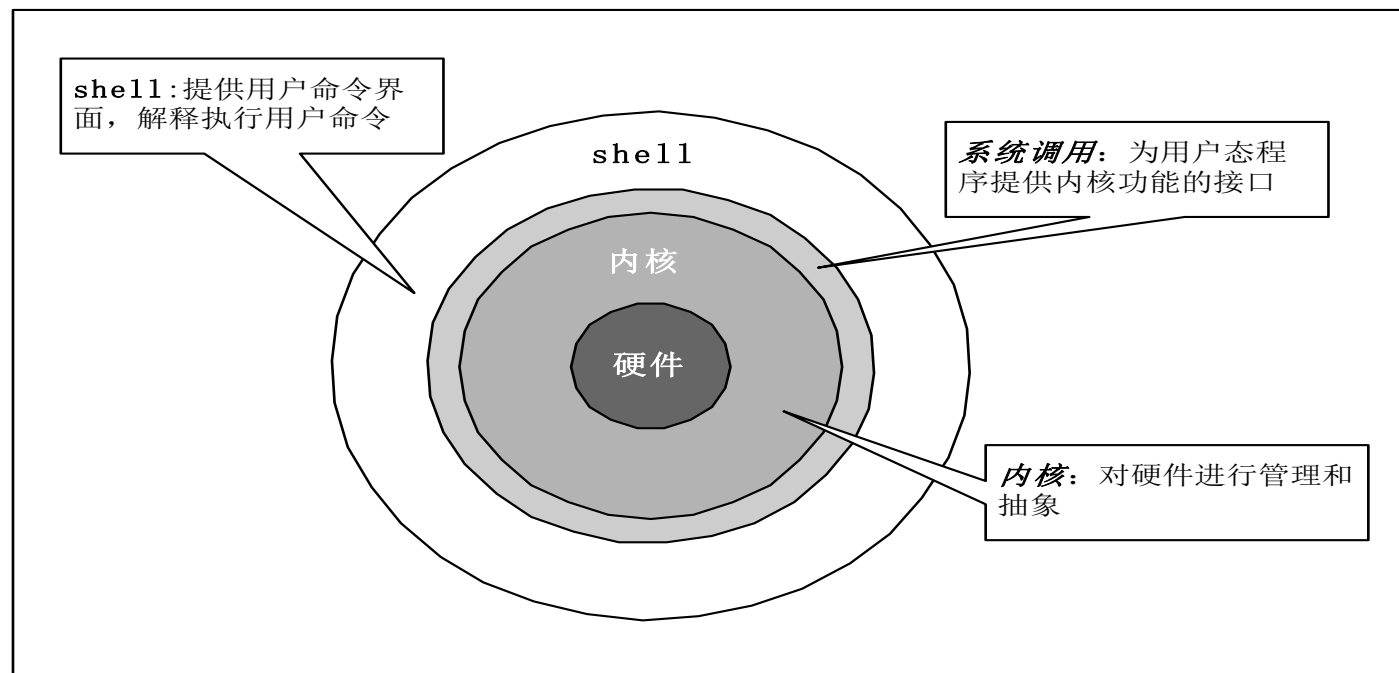 shell:提供用户命令界
面，解释执行用户命令
shell
系统调用：为用户态程
序提供内核功能的接口
内核
硬件
内核：对硬件进行管理和
抽象